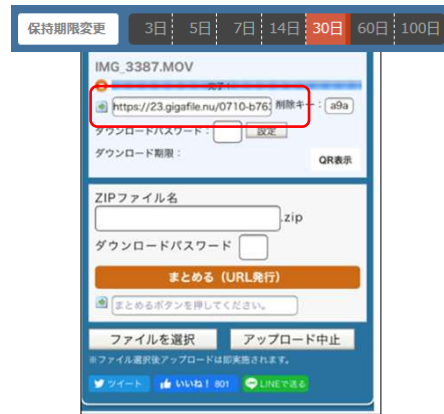 保持期限変更 3日 5日 7日 14日 30日 60日 100日
IMG_3387.MOV
完了!
https://23.gigafile.nu/0710-b76 削除キー : a9a
ダウンロードパスワード : 設定
ダウンロード期限 :
QR表示
ZIPファイル名
.zip
ダウンロードパスワード
まとめる（URL発行）
まとめるボタンを押してください。
ファイルを選択 アップロード中止
※ファイル選択後アップロードは即実施されます。
ツイート いいね！ 801 LINEで送る